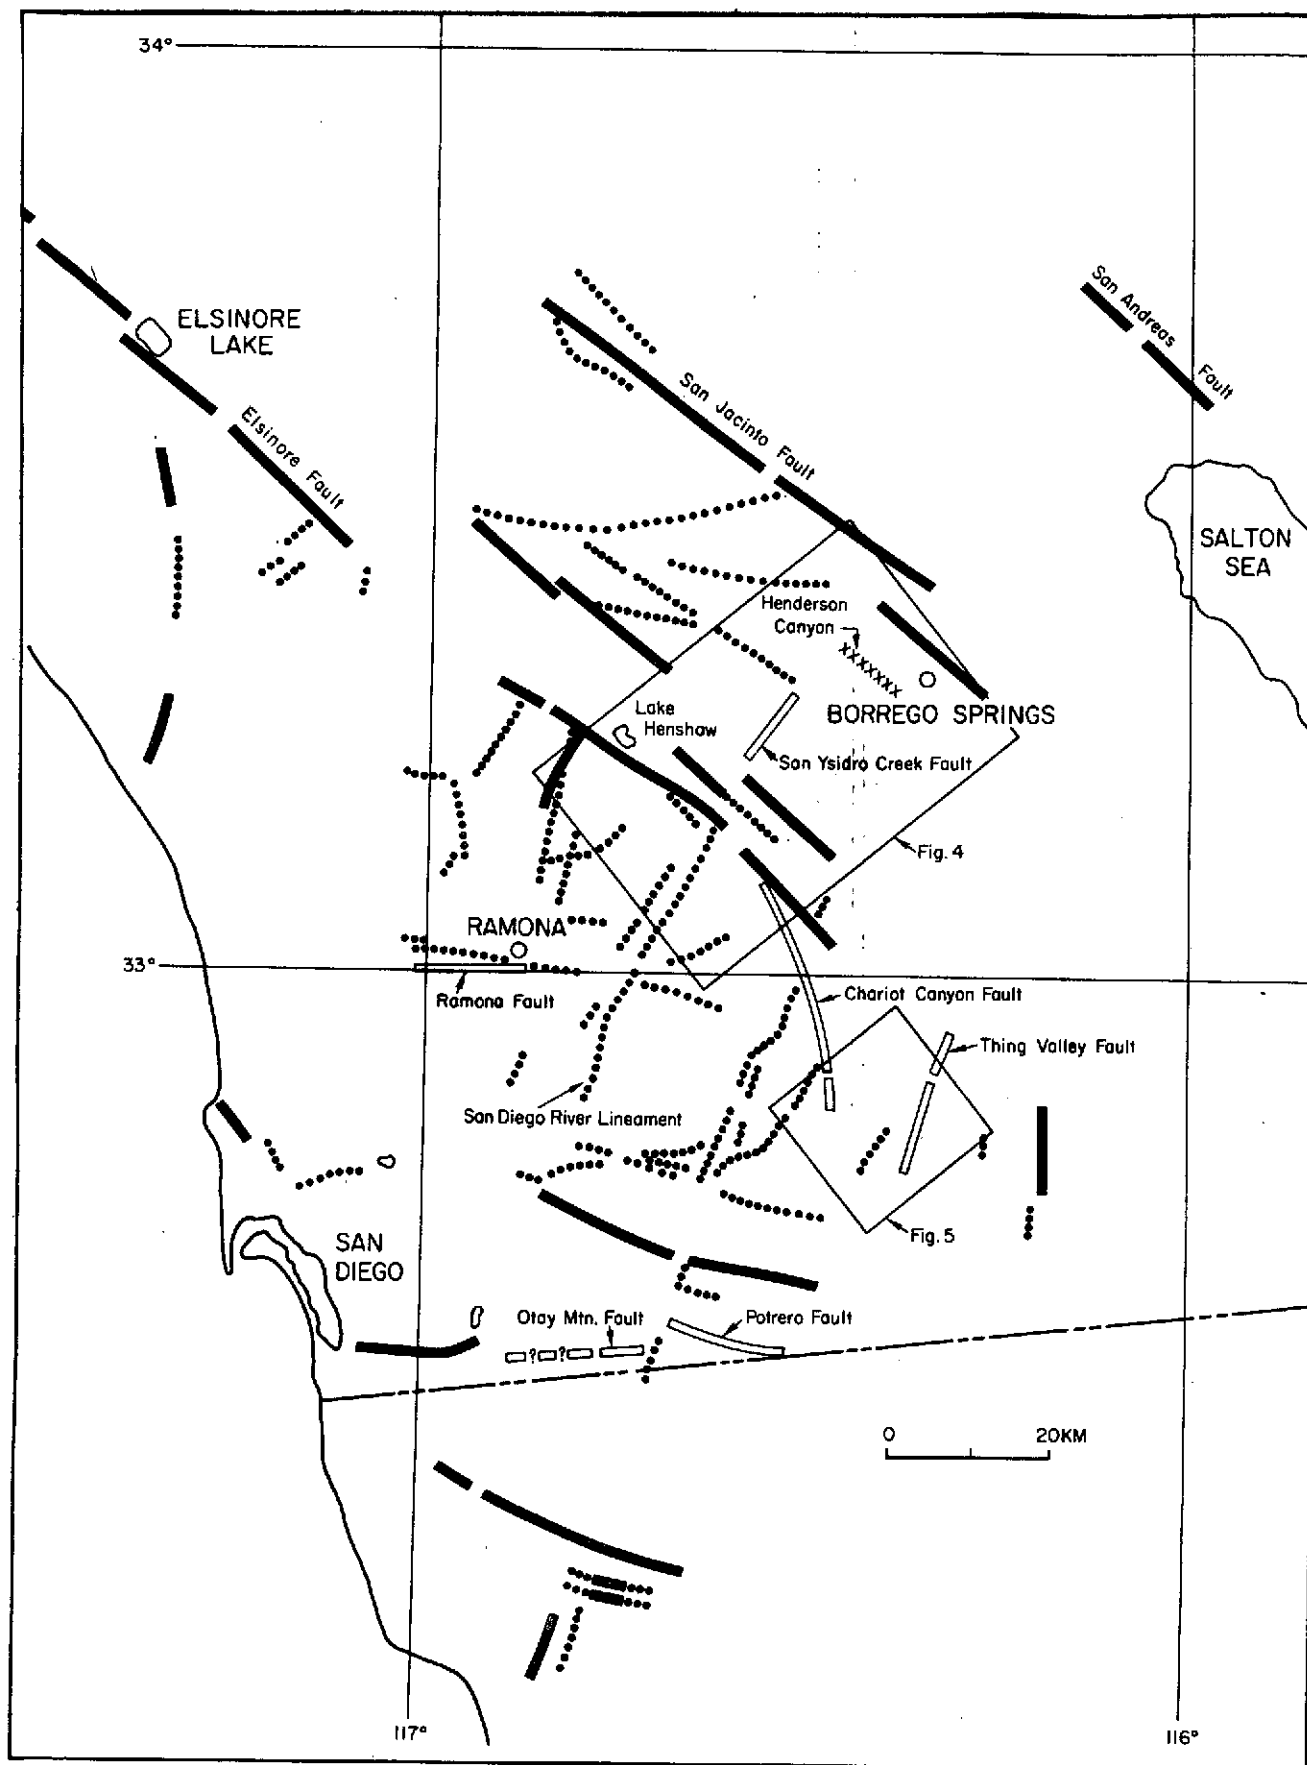 34°
ELSINORE
LAKE
San Andreas Fault
San Jacinto Fault
Elsinore Fault
SALTON
SEA
Henderson
Canyon
Lake
Henshaw
BORREGO SPRINGS
xxxxxxx
San Ysidro Creek Fault
Fig. 4
RAMONA
33°
Ramona Fault
Chariot Canyon Fault
Thing Valley Fault
San Diego River Lineament
SAN
DIEGO
Fig. 5
Otay Mtn. Fault
Potrero Fault
? ?
0 20KM
117°
116°